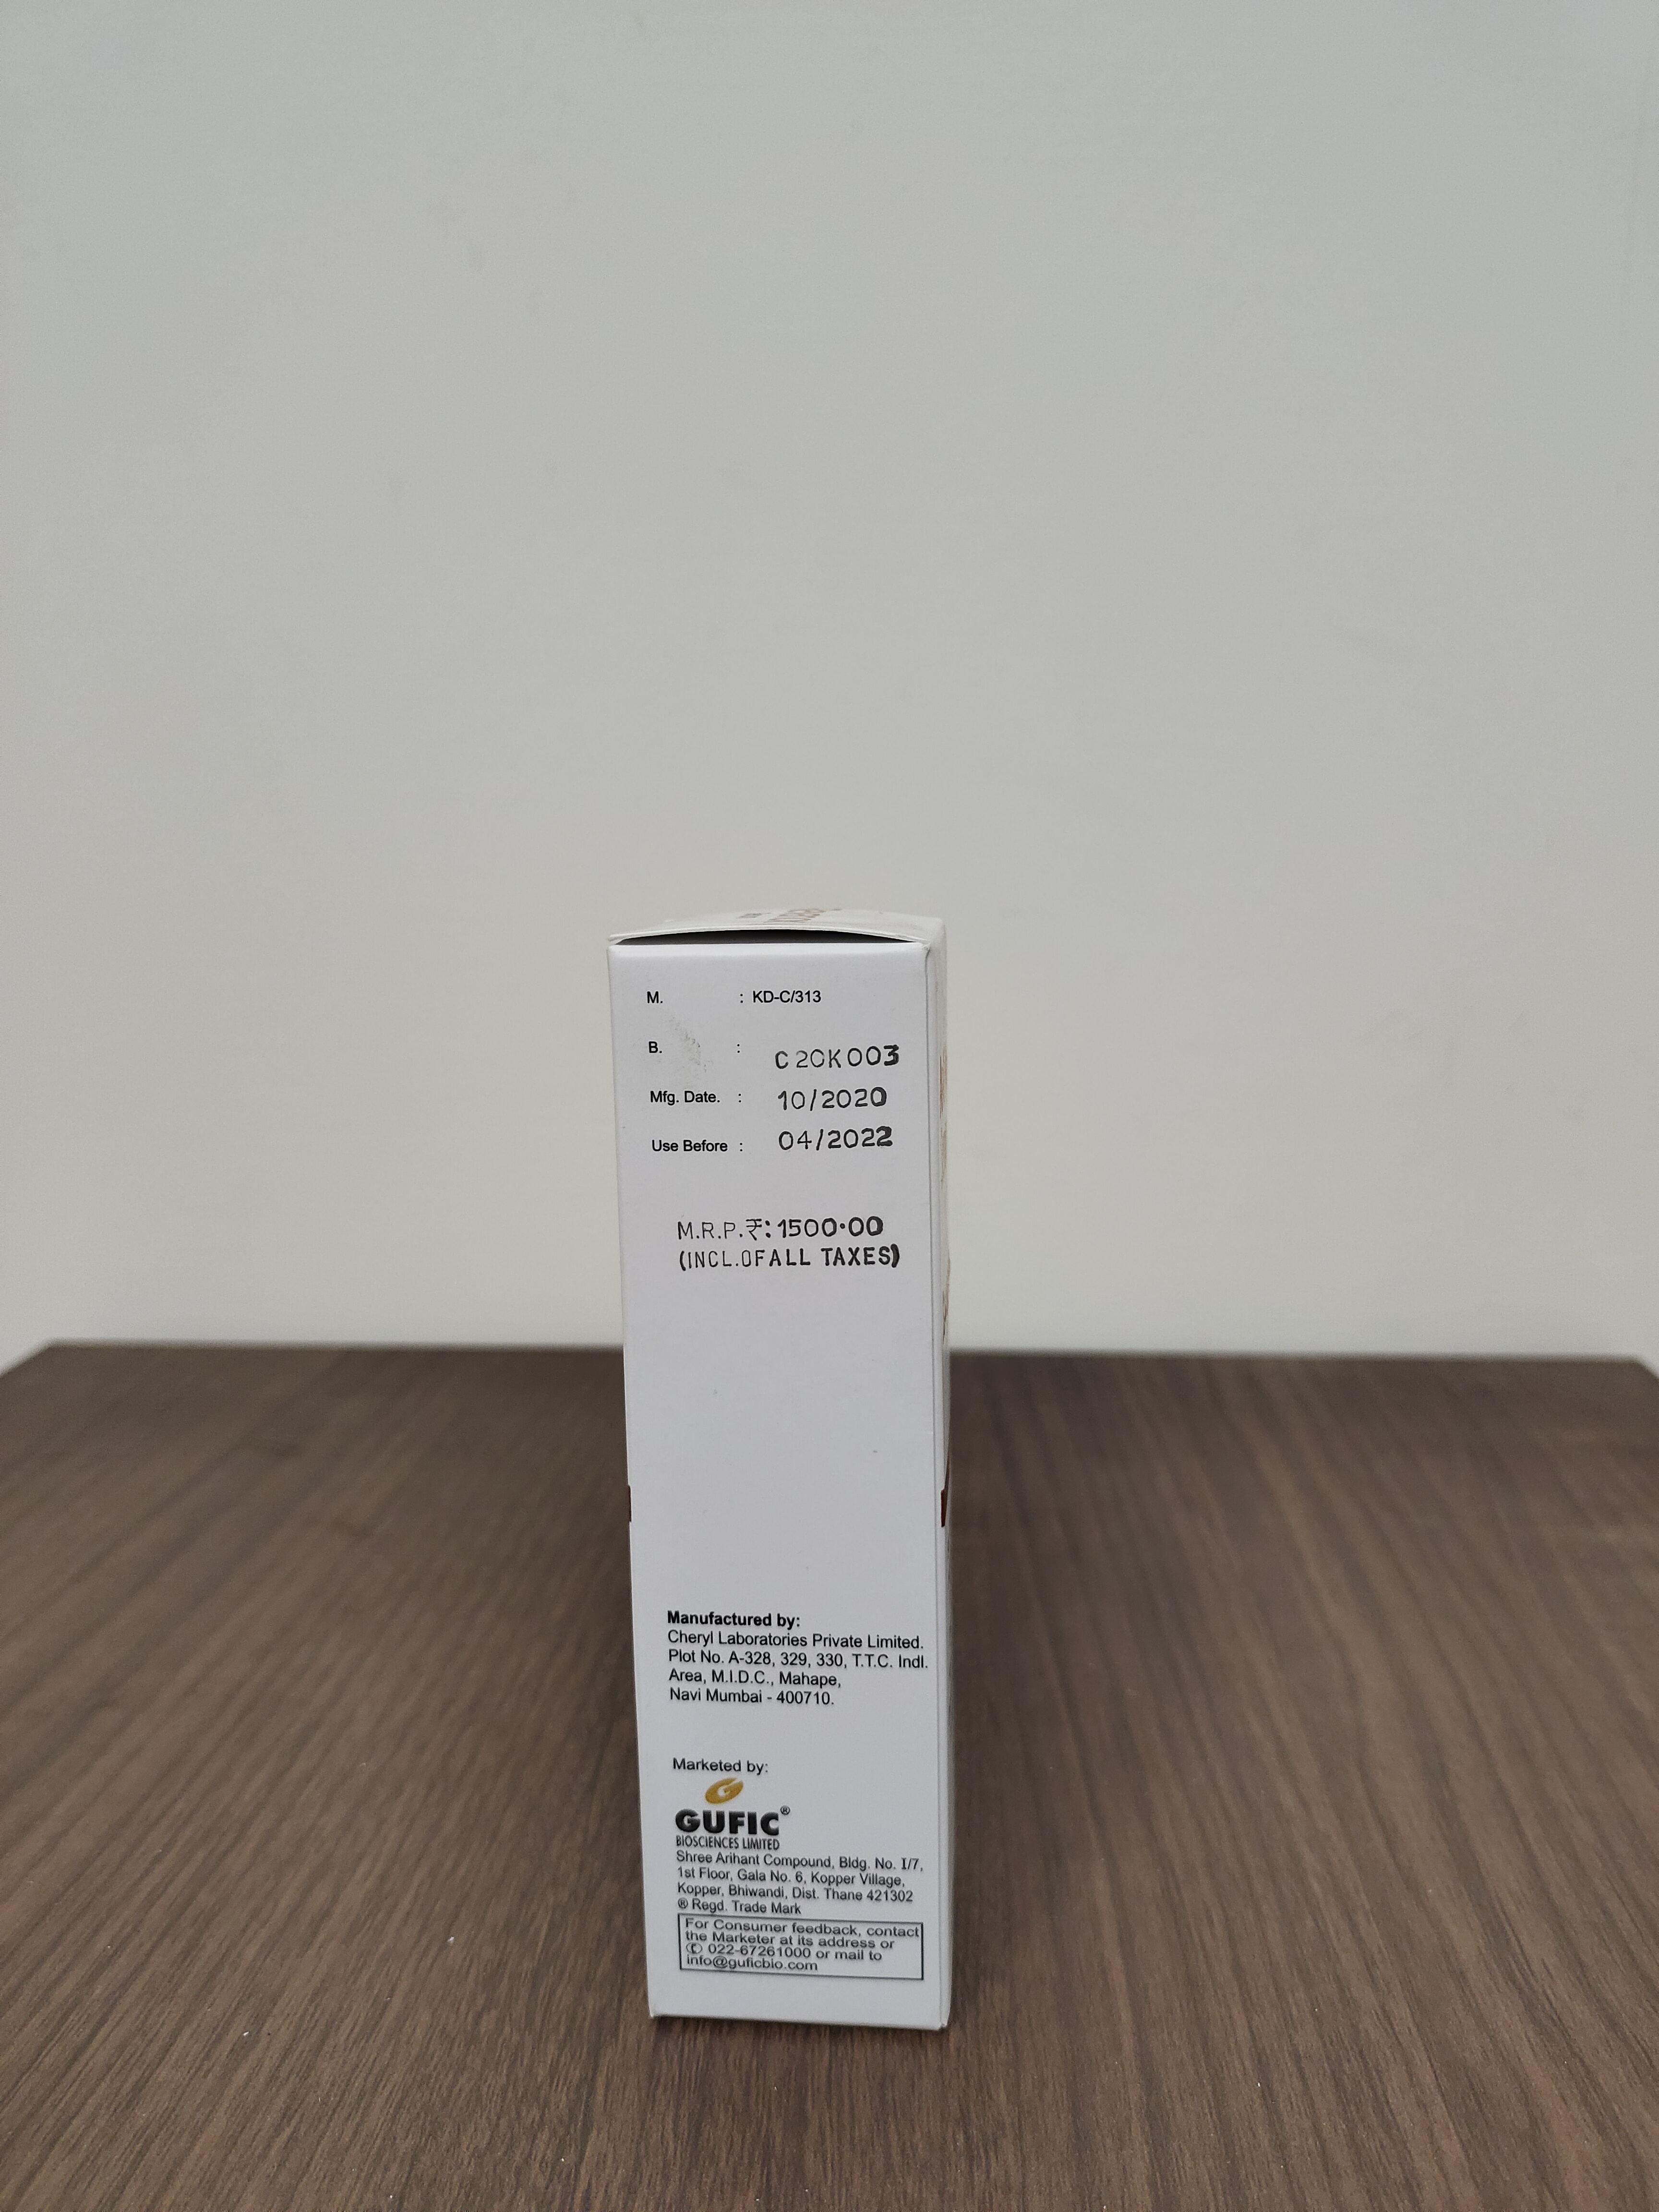 M. : KD-C/313
B. : C20K003
Mfg. Date. : 10/2020
Use Before : 04/2022
M.R.P.₹:1500.00
(INCL.OFALL TAXES)
Manufactured by:
Cheryl Laboratories Private Limited.
Plot No. A-328, 329, 330, T.T.C. Indl.
Area, M.I.D.C., Mahape,
Navi Mumbai - 400710.
Marketed by:
GUFIC®
BIOSCIENCES LIMITED
Shree Arihant Compound, Bldg. No. I/7,
1st Floor, Gala No. 6, Kopper Village,
Kopper, Bhiwandi, Dist. Thane 421302
® Regd. Trade Mark
For Consumer feedback, contact
the Marketer at its address or
✆ 022-67261000 or mail to
info@guficbio.com